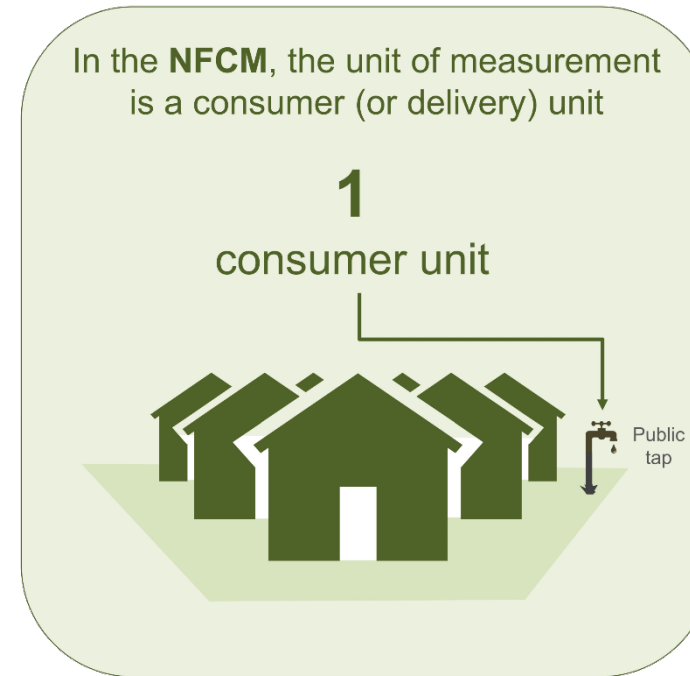 In the NFCM, the unit of measurement
is a consumer (or delivery) unit
1
consumer unit
Public
tap